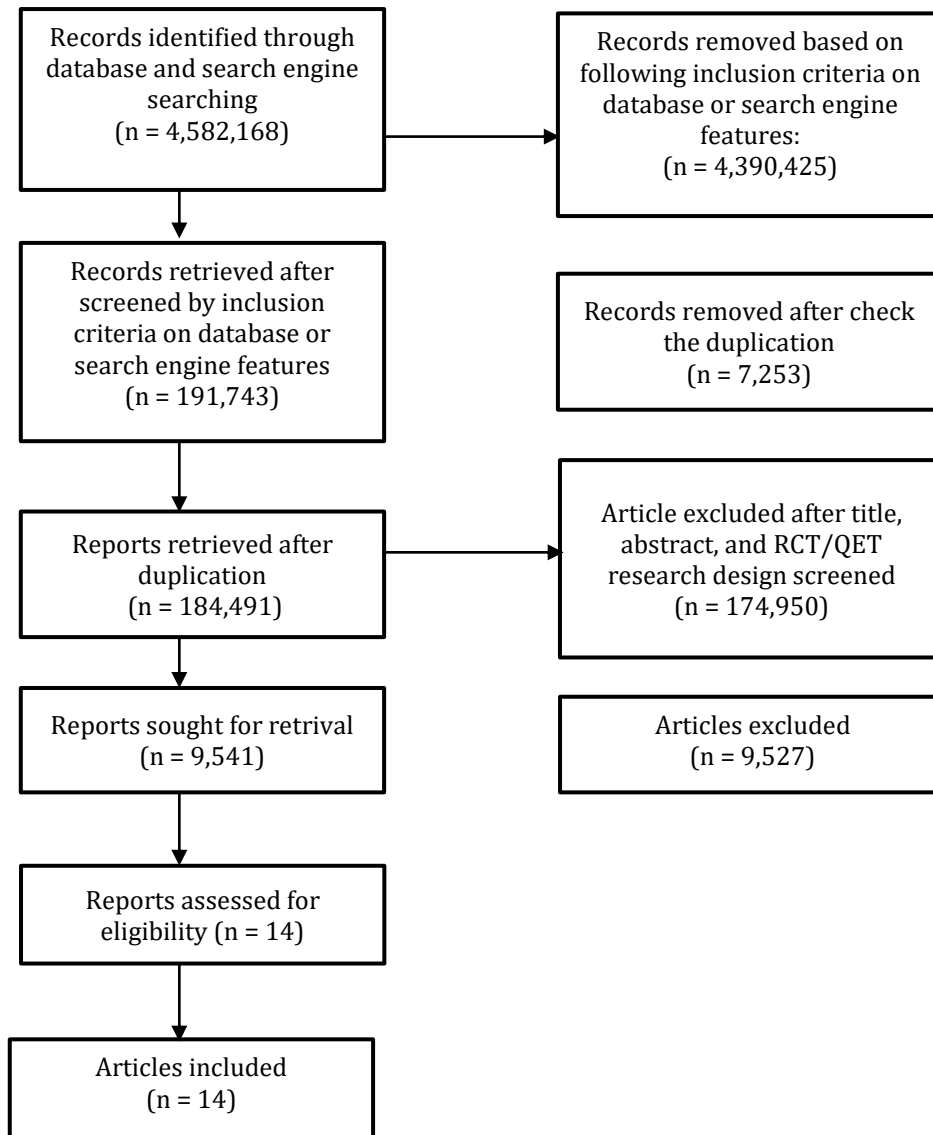 Records identified through
database and search engine
searching
(n = 4,582,168)
Records removed based on
following inclusion criteria on
database or search engine
features:
(n = 4,390,425)
Records retrieved after
screened by inclusion
criteria on database or
search engine features
(n = 191,743)
Records removed after check
the duplication
(n = 7,253)
Reports retrieved after
duplication
(n = 184,491)
Article excluded after title,
abstract, and RCT/QET
research design screened
(n = 174,950)
Reports sought for retrival
(n = 9,541)
Articles excluded
(n = 9,527)
Reports assessed for
eligibility (n = 14)
Articles included
(n = 14)